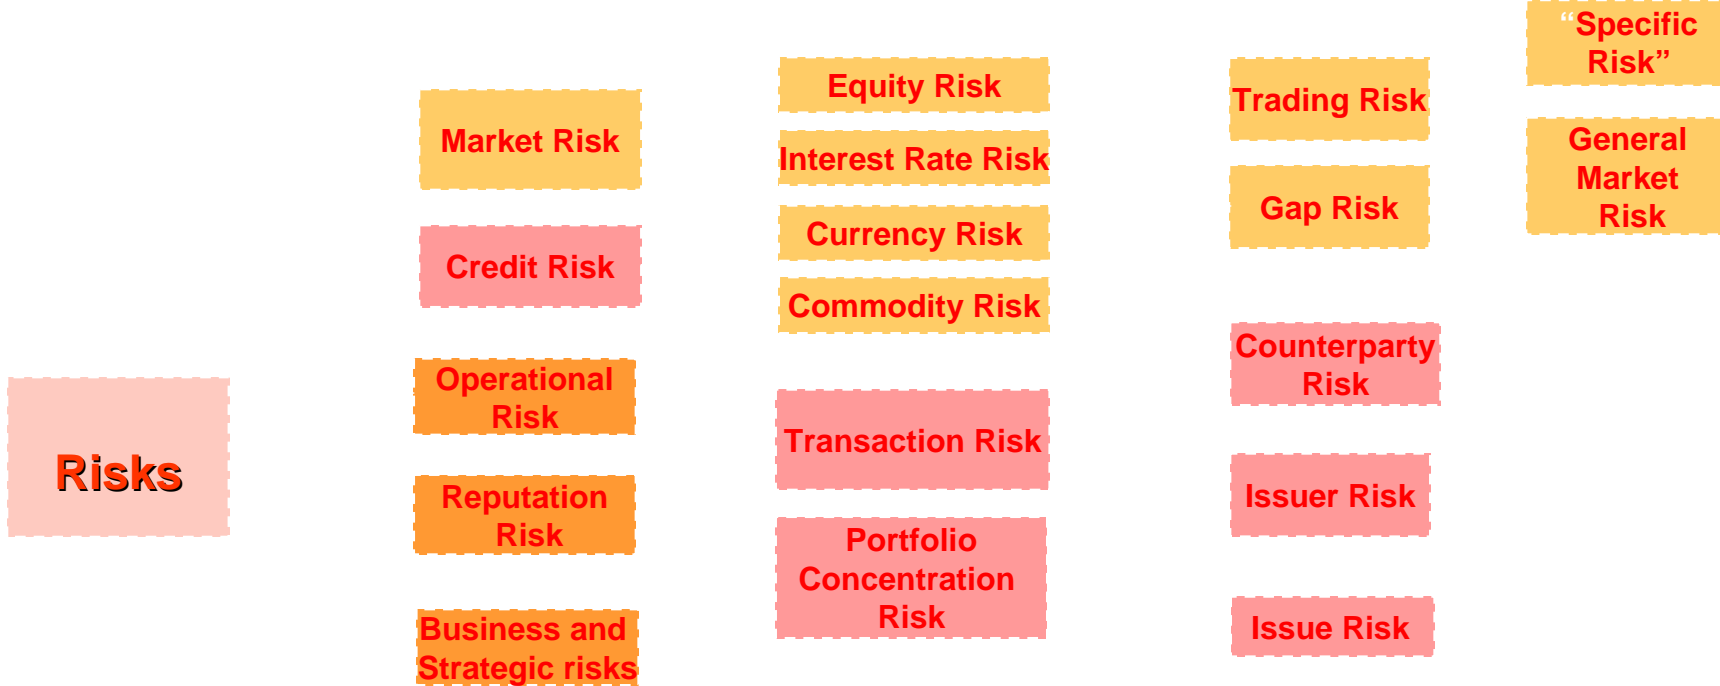 Risks
Market Risk
Credit Risk
Operational
Risk
Reputation
Risk
Business and
Strategic risks
Equity Risk
Interest Rate Risk
Currency Risk
Commodity Risk
Transaction Risk
Portfolio
Concentration
Risk
Trading Risk
Gap Risk
Counterparty
Risk
Issuer Risk
Issue Risk
“Specific
Risk”
General
Market
Risk